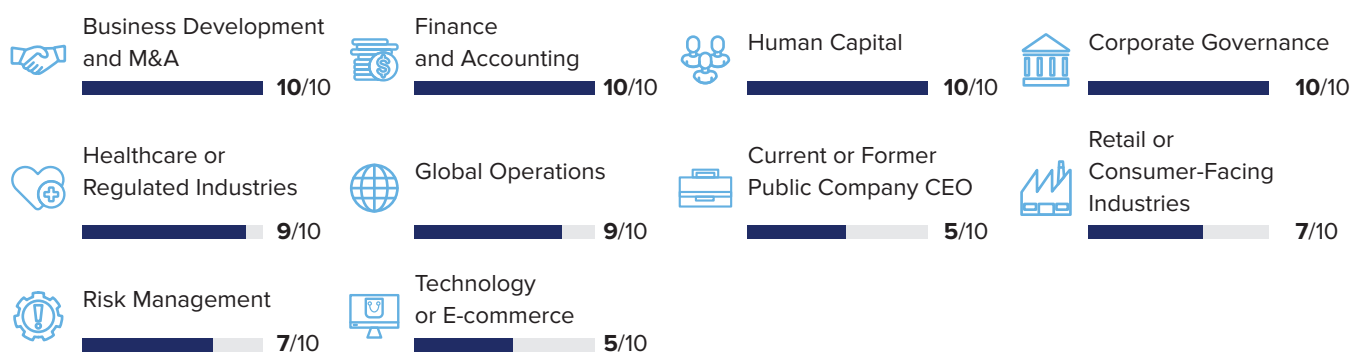 Business Development
and M&A
10/10
Finance
and Accounting
10/10
Human Capital
10/10
Corporate Governance
10/10
Healthcare or
Regulated Industries
9/10
Global Operations
9/10
Current or Former
Public Company CEO
5/10
Retail or
Consumer-Facing
Industries
7/10
Risk Management
7/10
Technology
or E-commerce
5/10